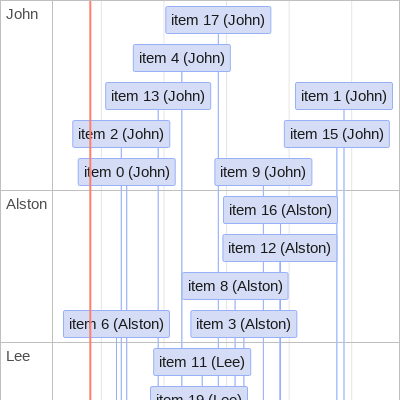 John
item 17 (John)
item 4 (John)
item 13 (John)
item 1 (John)
item 2 (John)
item 15 (John)
item 0 (John)
item 9 (John)
Alston
item 16 (Alston)
item 12 (Alston)
item 8 (Alston)
item 6 (Alston)
item 3 (Alston)
Lee
item 11 (Lee)
item 19 (Lee)